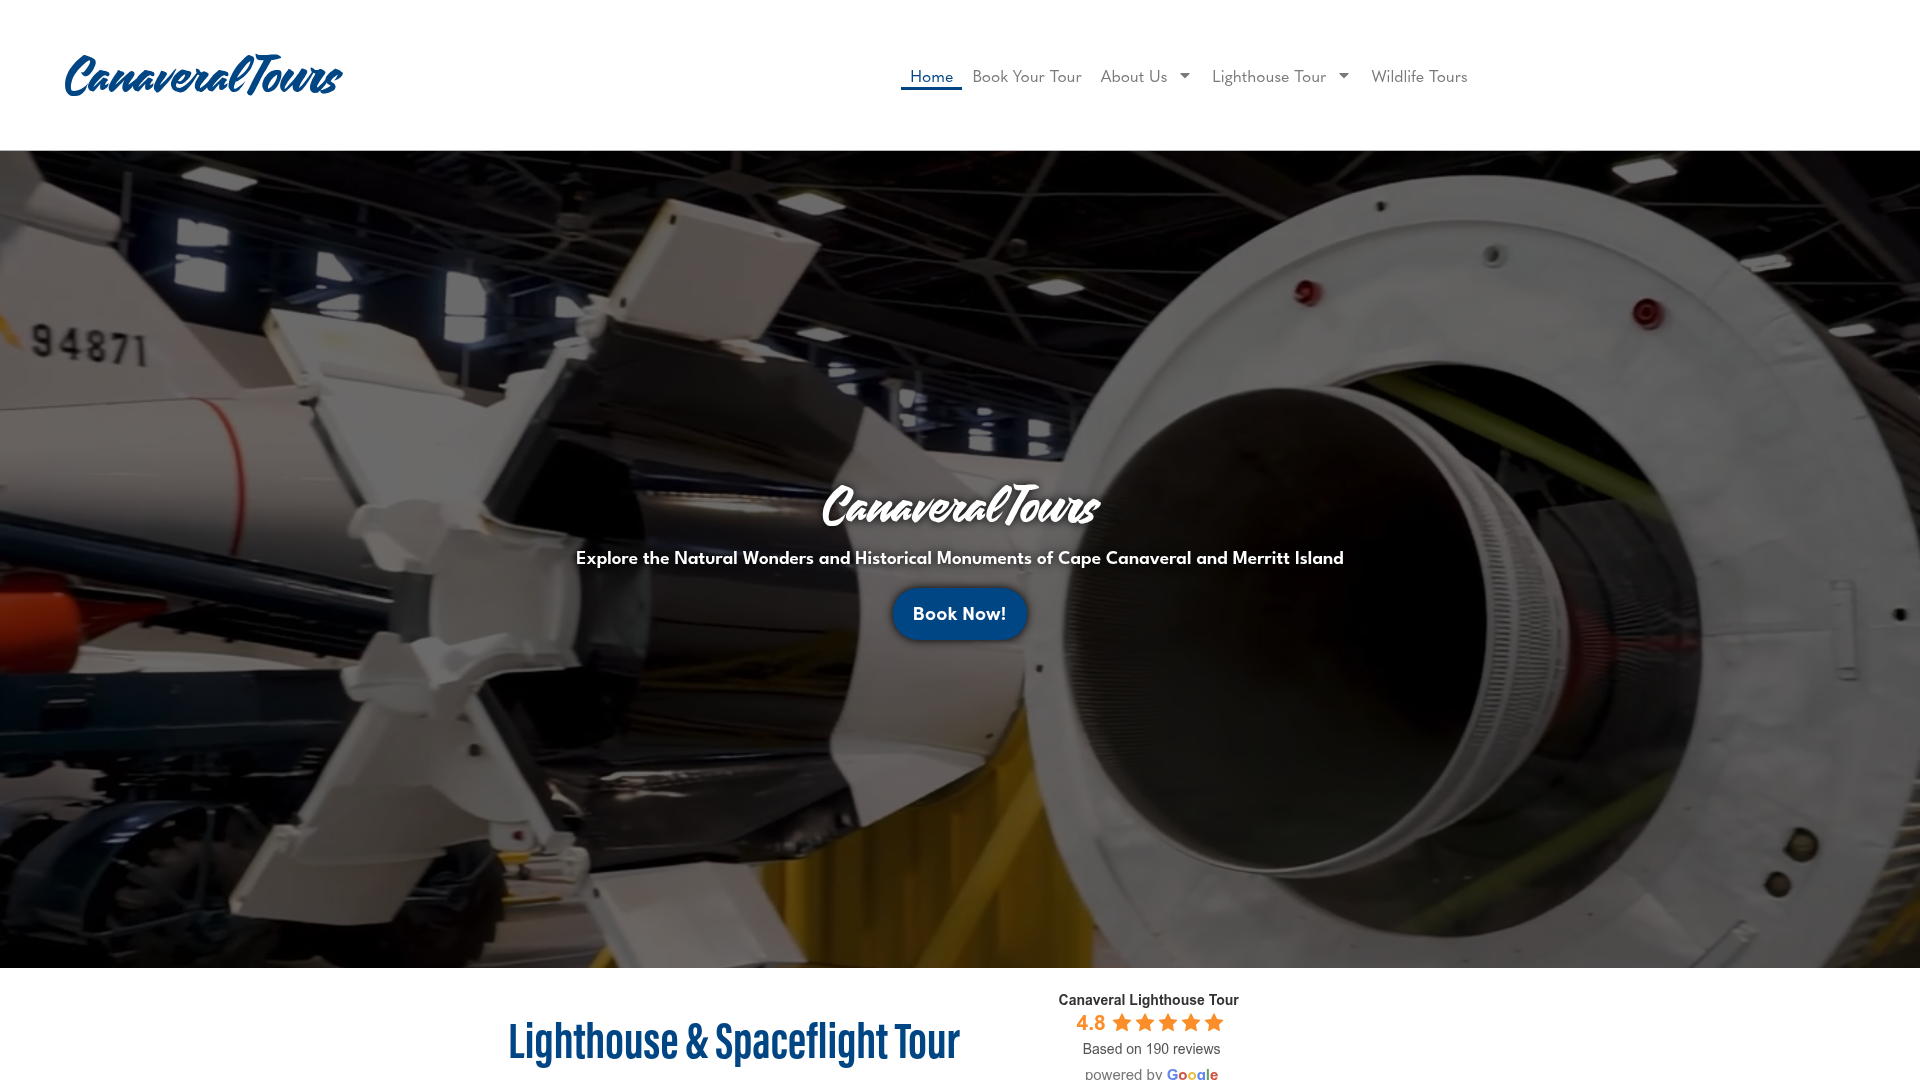 Canaveral Tours
Home
Book Your Tour
About Us
Lighthouse Tour
Wildlife Tours
94871
Canaveral Tours
Explore the Natural Wonders and Historical Monuments of Cape Canaveral and Merritt Island
Book Now!
Lighthouse & Spaceflight Tour
Canaveral Lighthouse Tour
4.8
Based on 190 reviews
powered by Google